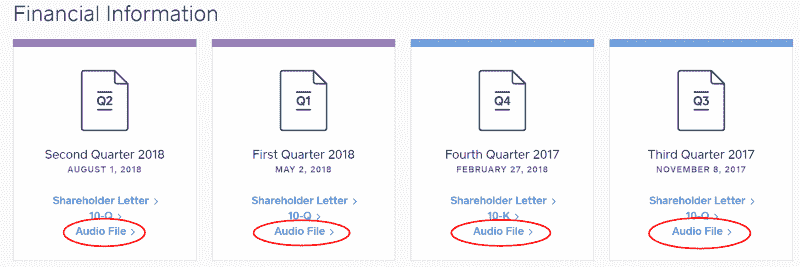 Financial Information
Q2
Second Quarter 2018
AUGUST 1, 2018
Shareholder Letter >
10-Q >
Audio File >
Q1
First Quarter 2018
MAY 2, 2018
Shareholder Letter >
10-Q >
Audio File >
Q4
Fourth Quarter 2017
FEBRUARY 27, 2018
Shareholder Letter >
10-K >
Audio File >
Q3
Third Quarter 2017
NOVEMBER 8, 2017
Shareholder Letter >
10-Q >
Audio File >